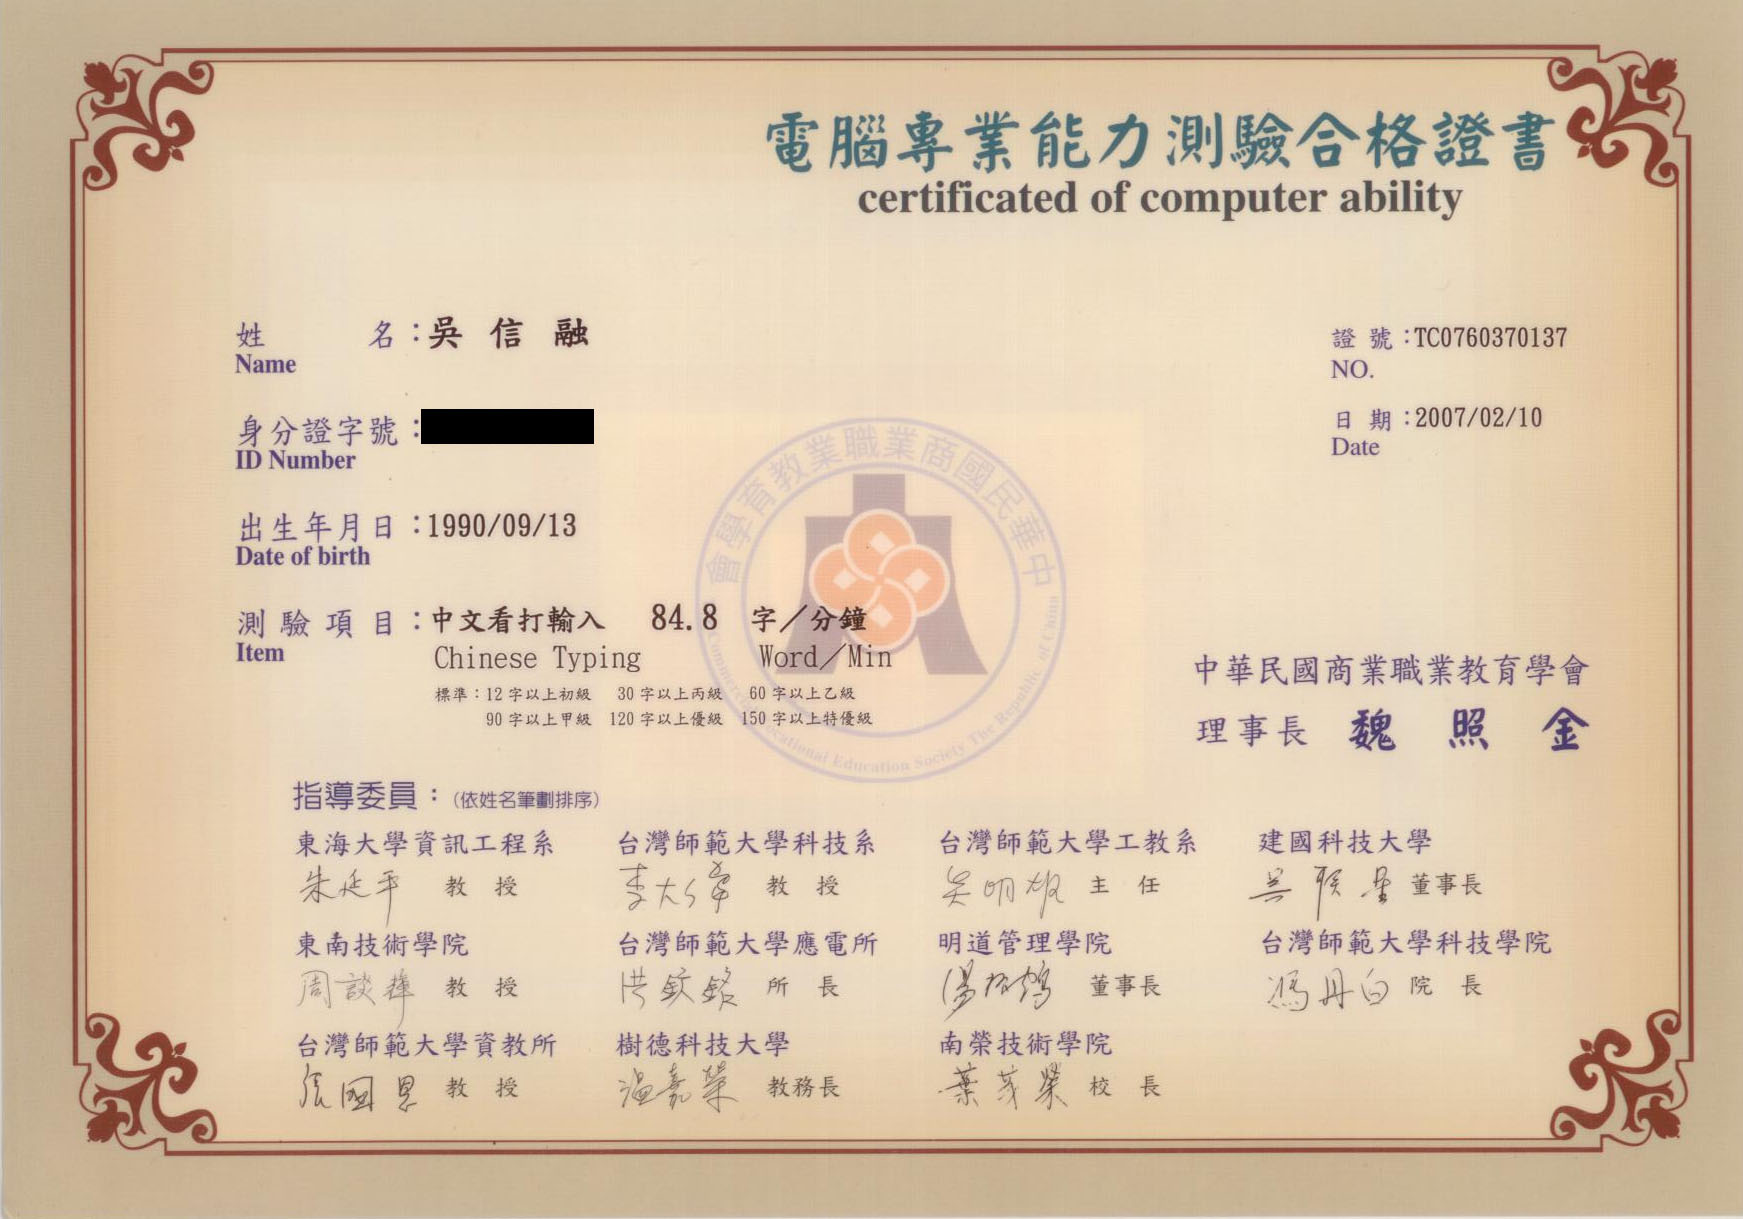 電腦專業能力測驗合格證書
certificated of computer ability
姓 名：吳信融
Name
證號：TC0760370137
NO.
身分證字號：
ID Number
日期：2007/02/10
Date
出生年月日：1990/09/13
Date of birth
測驗項目：中文看打輸入 84.8 字／分鐘
Item
Chinese Typing Word／Min
標準：12字以上初級 30字以上丙級 60字以上乙級
90字以上甲級 120字以上優級 150字以上特優級
中華民國商業職業教育學會
Commercial Vocational Education Society The Republic of China
中華民國商業職業教育學會
理事長 魏照金
指導委員：（依姓名筆劃排序）
東海大學資訊工程系 台灣師範大學科技系 台灣師範大學工教系 建國科技大學
朱延平 教授 李大偉 教授 吳明雄 主任 吳聯星 董事長
東南技術學院 台灣師範大學應電所 明道管理學院 台灣師範大學科技學院
周談輝 教授 洪欽銘 所長 董事長 馮丹白 院長
台灣師範大學資教所 樹德科技大學 南榮技術學院
張國恩 教授 溫嘉榮 教務長 葉茂榮 校長